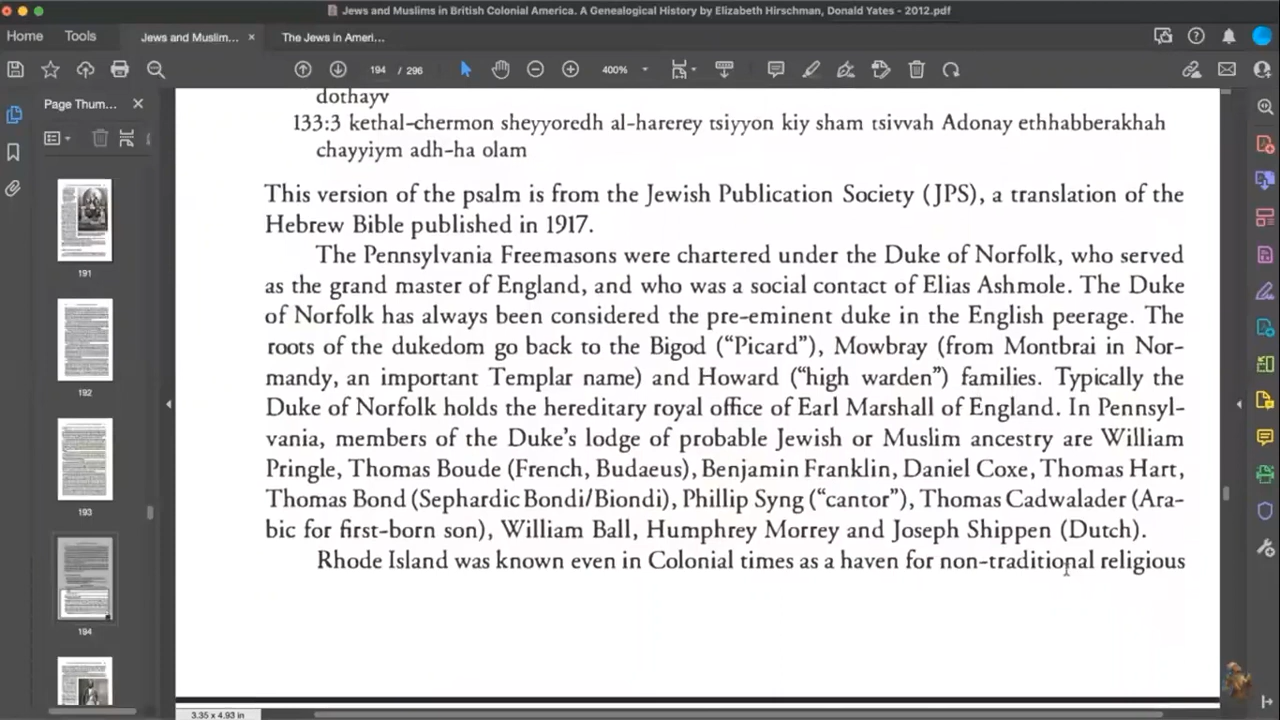 Jews and Muslims in British Colonial America. A Genealogical History by Elizabeth Hirschman, Donald Yates - 2012.pdf
Home Tools Jews and Muslim... × The Jews in Ameri...
194 / 296 400%
Page Thum... ×
191
192
193
194
dothayv
133:3 kethal-chermon sheyyoredh al-harerey tsiyyon kiy sham tsivvah Adonay ethhabberakhah
chayyiym adh-ha olam
This version of the psalm is from the Jewish Publication Society (JPS), a translation of the
Hebrew Bible published in 1917.
The Pennsylvania Freemasons were chartered under the Duke of Norfolk, who served
as the grand master of England, and who was a social contact of Elias Ashmole. The Duke
of Norfolk has always been considered the pre-eminent duke in the English peerage. The
roots of the dukedom go back to the Bigod (“Picard”), Mowbray (from Montbrai in Nor-
mandy, an important Templar name) and Howard (“high warden”) families. Typically the
Duke of Norfolk holds the hereditary royal office of Earl Marshall of England. In Pennsyl-
vania, members of the Duke’s lodge of probable Jewish or Muslim ancestry are William
Pringle, Thomas Boude (French, Budaeus), Benjamin Franklin, Daniel Coxe, Thomas Hart,
Thomas Bond (Sephardic Bondi/Biondi), Phillip Syng (“cantor”), Thomas Cadwalader (Ara-
bic for first-born son), William Ball, Humphrey Morrey and Joseph Shippen (Dutch).
Rhode Island was known even in Colonial times as a haven for non-traditional religious
3.35 x 4.93 in